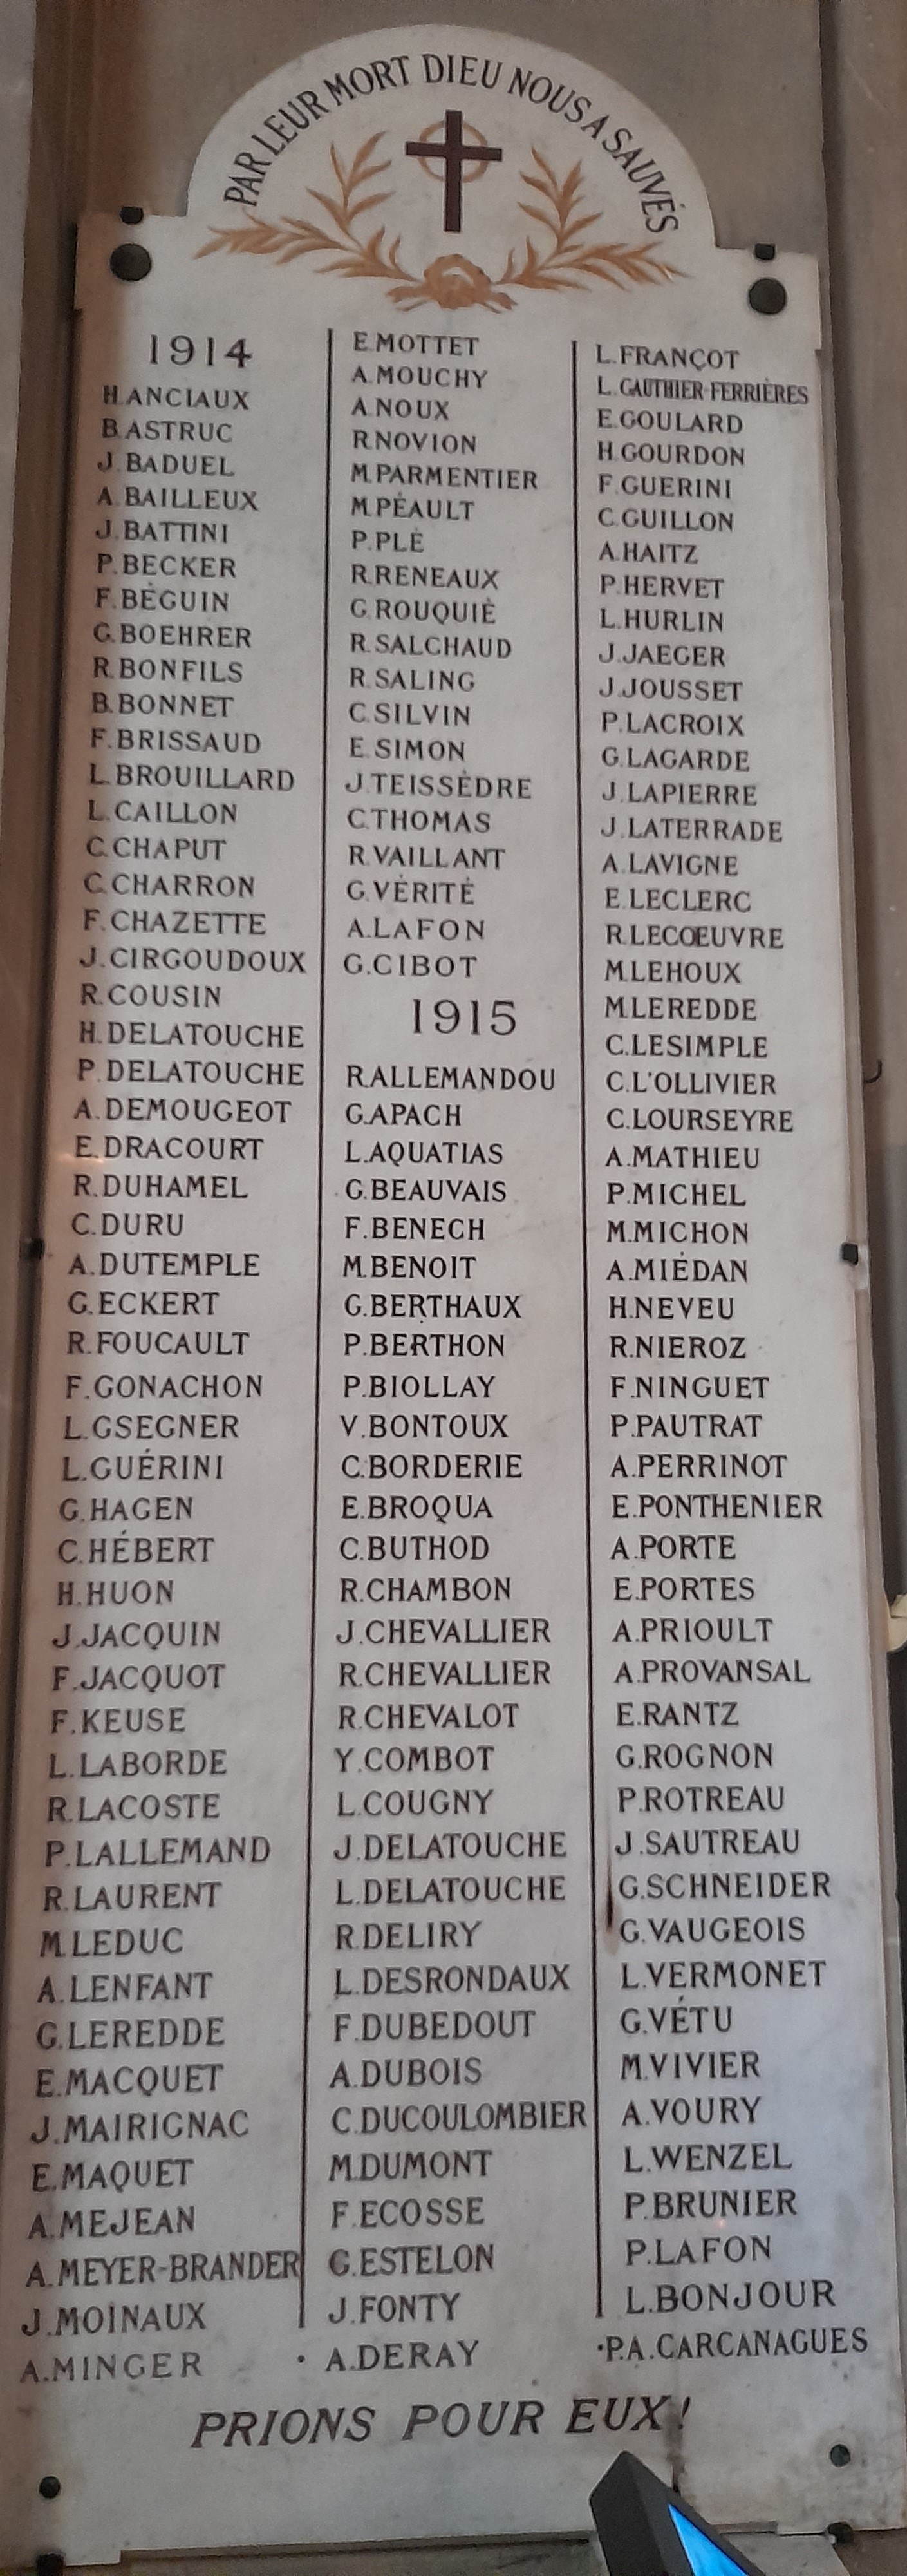 PAR LEUR MORT DIEU NOUS A SAUVÉS
1914
H.ANCIAUX
B.ASTRUC
J.BADUEL
A.BAILLEUX
J.BATTINI
P.BECKER
F.BÉGUIN
G.BOEHRER
R.BONFILS
B.BONNET
F.BRISSAUD
L.BROUILLARD
L.CAILLON
C.CHAPUT
C.CHARRON
F.CHAZETTE
J.CIRGOUDOUX
R.COUSIN
H.DELATOUCHE
P.DELATOUCHE
A.DEMOUGEOT
E.DRACOURT
R.DUHAMEL
C.DURU
A.DUTEMPLE
G.ECKERT
R.FOUCAULT
F.GONACHON
L.GSEGNER
L.GUÉRINI
G.HAGEN
C.HÉBERT
H.HUON
J.JACQUIN
F.JACQUOT
F.KEUSE
L.LABORDE
R.LACOSTE
P.LALLEMAND
R.LAURENT
M.LEDUC
A.LENFANT
G.LEREDDE
E.MACQUET
J.MAIRIGNAC
E.MAQUET
A.MEJEAN
A.MEYER-BRANDER
J.MOINAUX
A.MINGER
E.MOTTET
A.MOUCHY
A.NOUX
R.NOVION
M.PARMENTIER
M.PÉAULT
P.PLÉ
R.RENEAUX
G.ROUQUIÉ
R.SALCHAUD
R.SALING
C.SILVIN
E.SIMON
J.TEISSÈDRE
C.THOMAS
R.VAILLANT
G.VÉRITÉ
A.LAFON
G.CIBOT
1915
R.ALLEMANDOU
G.APACH
L.AQUATIAS
G.BEAUVAIS
F.BENECH
M.BENOIT
G.BERTHAUX
P.BERTHON
P.BIOLLAY
V.BONTOUX
C.BORDERIE
E.BROQUA
C.BUTHOD
R.CHAMBON
J.CHEVALLIER
R.CHEVALLIER
R.CHEVALOT
Y.COMBOT
L.COUGNY
J.DELATOUCHE
L.DELATOUCHE
R.DELIRY
L.DESRONDAUX
F.DUBEDOUT
A.DUBOIS
C.DUCOULOMBIER
M.DUMONT
F.ECOSSE
G.ESTELON
J.FONTY
· A.DERAY
L.FRANÇOT
L.GAUTHIER-FERRIÈRES
E.GOULARD
H.GOURDON
F.GUERINI
C.GUILLON
A.HAITZ
P.HERVET
L.HURLIN
J.JAEGER
J.JOUSSET
P.LACROIX
G.LAGARDE
J.LAPIERRE
J.LATERRADE
A.LAVIGNE
E.LECLERC
R.LECŒUVRE
M.LEHOUX
M.LEREDDE
C.LESIMPLE
C.L'OLLIVIER
C.LOURSEYRE
A.MATHIEU
P.MICHEL
M.MICHON
A.MIÉDAN
H.NEVEU
R.NIEROZ
F.NINGUET
P.PAUTRAT
A.PERRINOT
E.PONTHENIER
A.PORTE
E.PORTES
A.PRIOULT
A.PROVANSAL
E.RANTZ
G.ROGNON
P.ROTREAU
J.SAUTREAU
G.SCHNEIDER
G.VAUGEOIS
L.VERMONET
G.VÉTU
M.VIVIER
A.VOURY
L.WENZEL
P.BRUNIER
P.LAFON
L.BONJOUR
·P.A.CARCANAGUES
PRIONS POUR EUX!